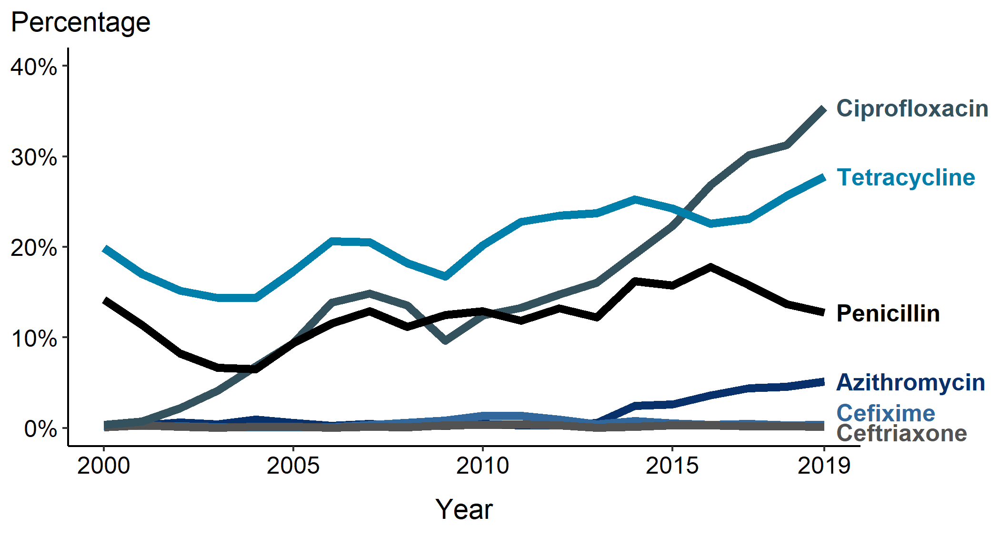 Percentage
40%
30%
20%
10%
0%
Ciprofloxacin
Tetracycline
Penicillin
Azithromycin
Cefixime
Ceftriaxone
2000 2005 2010 2015 2019
Year